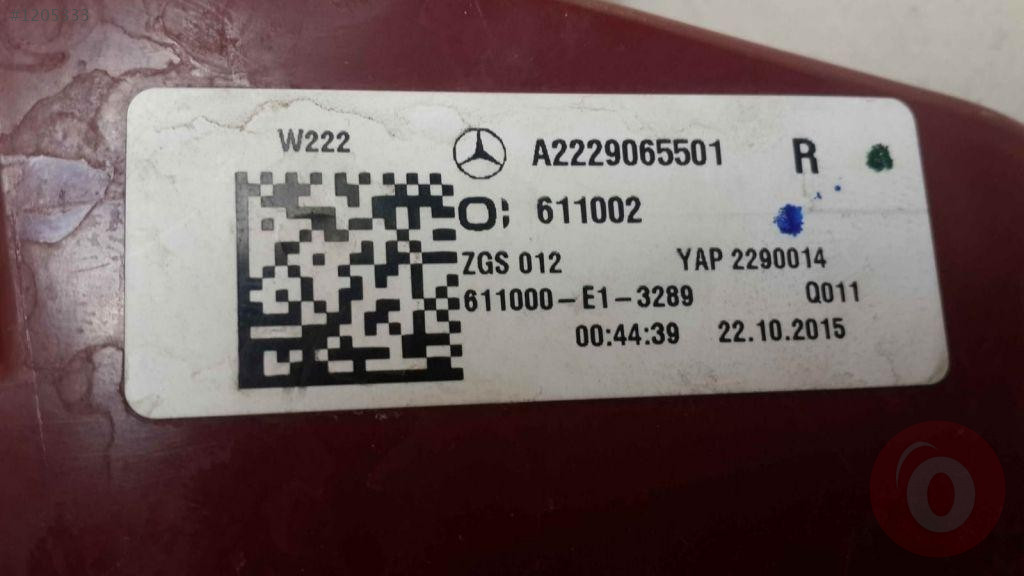 W222
A2229065501 R
611002
ZGS 012 YAP 2290014
611000-E1-3289 Q011
00:44:39 22.10.2015